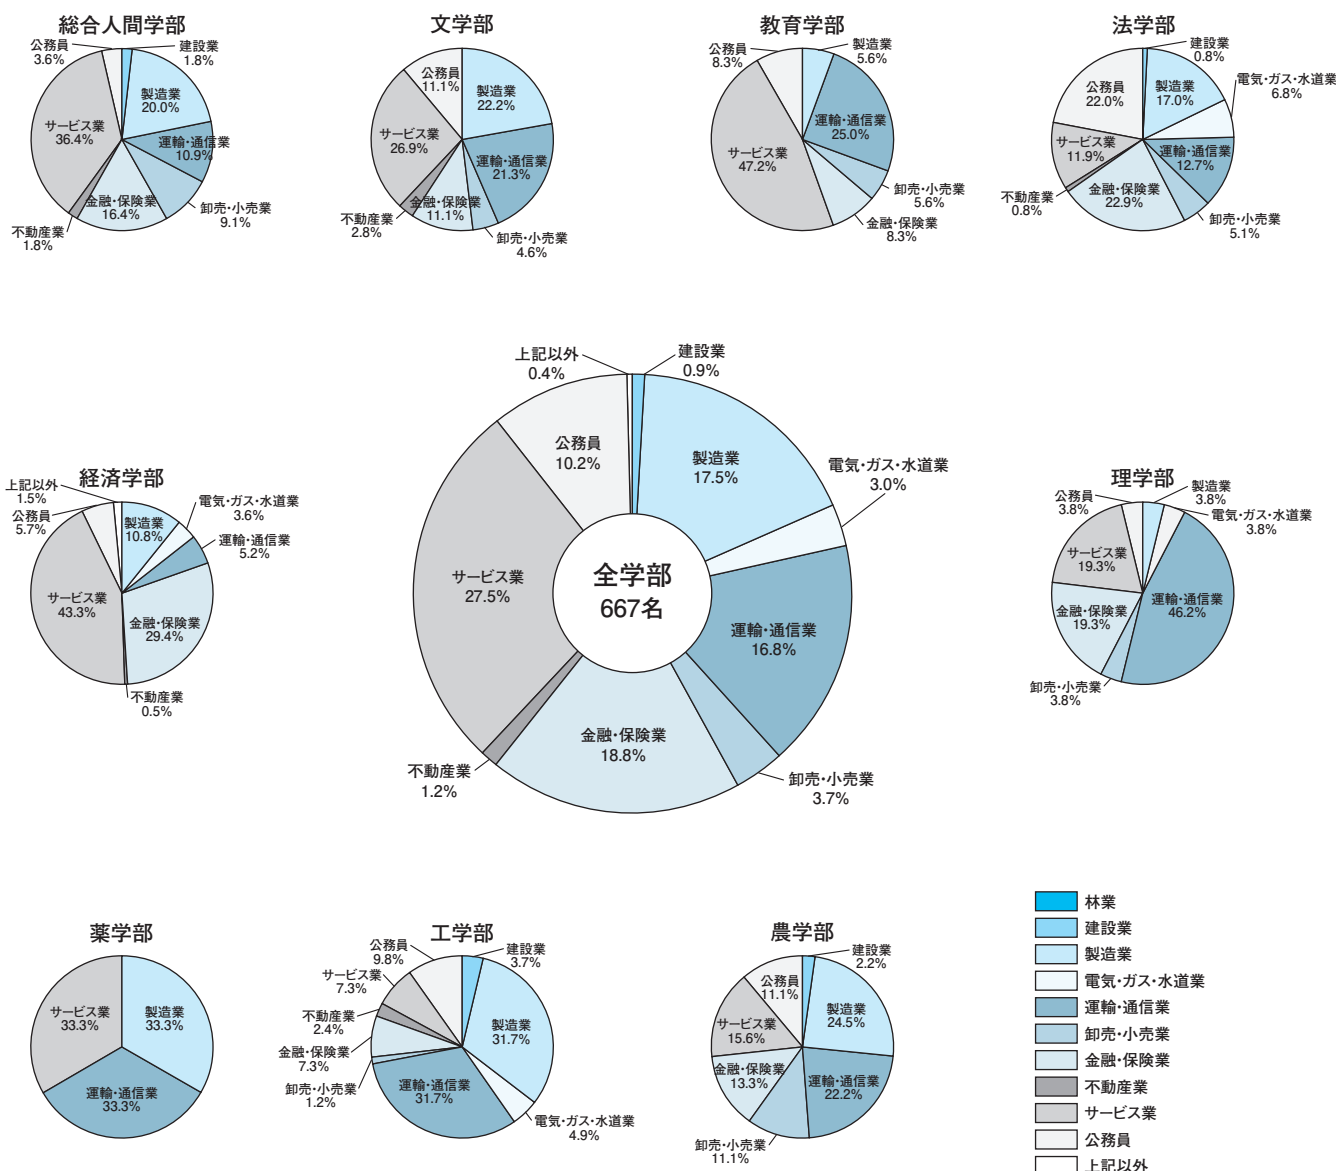 総合人間学部
公務員
3.6%
建設業
1.8%
製造業
20.0%
運輸・通信業
10.9%
卸売・小売業
9.1%
金融・保険業
16.4%
不動産業
1.8%
サービス業
36.4%
文学部
公務員
11.1%
製造業
22.2%
運輸・通信業
21.3%
卸売・小売業
4.6%
金融・保険業
11.1%
不動産業
2.8%
サービス業
26.9%
教育学部
公務員
8.3%
製造業
5.6%
運輸・通信業
25.0%
卸売・小売業
5.6%
金融・保険業
8.3%
サービス業
47.2%
法学部
建設業
0.8%
公務員
22.0%
製造業
17.0%
電気・ガス・水道業
6.8%
運輸・通信業
12.7%
卸売・小売業
5.1%
金融・保険業
22.9%
不動産業
0.8%
サービス業
11.9%
上記以外
0.4%
建設業
0.9%
公務員
10.2%
製造業
17.5%
電気・ガス・水道業
3.0%
サービス業
27.5%
全学部
667名
運輸・通信業
16.8%
金融・保険業
18.8%
不動産業
1.2%
卸売・小売業
3.7%
経済学部
上記以外
1.5%
公務員
5.7%
製造業
10.8%
電気・ガス・水道業
3.6%
運輸・通信業
5.2%
サービス業
43.3%
金融・保険業
29.4%
不動産業
0.5%
理学部
公務員
3.8%
製造業
3.8%
電気・ガス・水道業
3.8%
サービス業
19.3%
金融・保険業
19.3%
運輸・通信業
46.2%
卸売・小売業
3.8%
薬学部
サービス業
33.3%
製造業
33.3%
運輸・通信業
33.3%
工学部
公務員
9.8%
建設業
3.7%
サービス業
7.3%
不動産業
2.4%
製造業
31.7%
金融・保険業
7.3%
卸売・小売業
1.2%
運輸・通信業
31.7%
電気・ガス・水道業
4.9%
農学部
建設業
2.2%
公務員
11.1%
製造業
24.5%
サービス業
15.6%
金融・保険業
13.3%
運輸・通信業
22.2%
卸売・小売業
11.1%
林業
建設業
製造業
電気・ガス・水道業
運輸・通信業
卸売・小売業
金融・保険業
不動産業
サービス業
公務員
上記以外